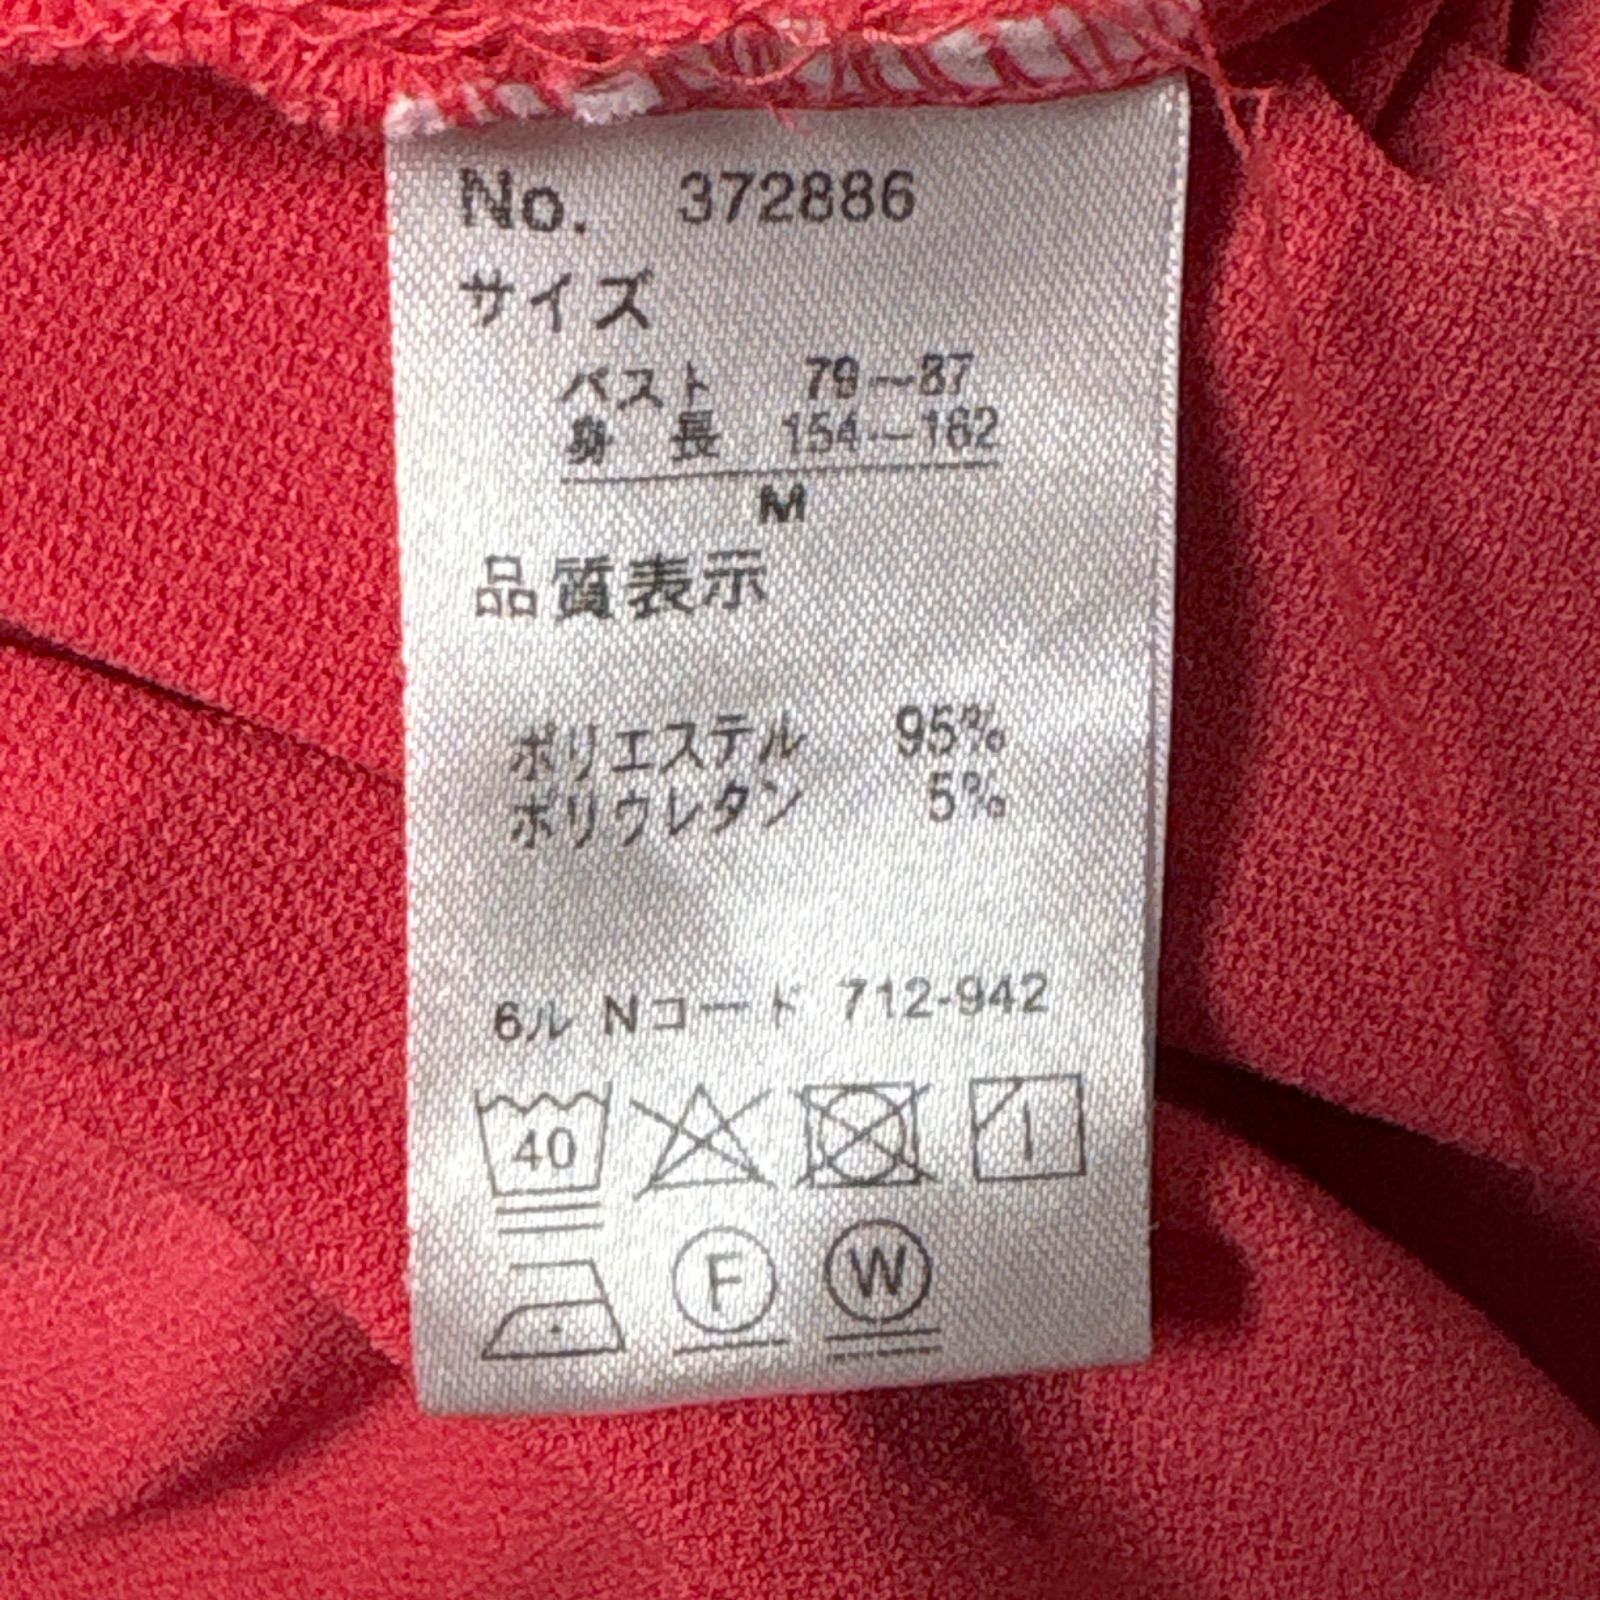 No. 372886
サイズ
バスト 79〜87
身 長 154〜162
M
品質表示
ポリエステル 95%
ポリウレタン 5%
6ル Nコード 712-942
40
F W